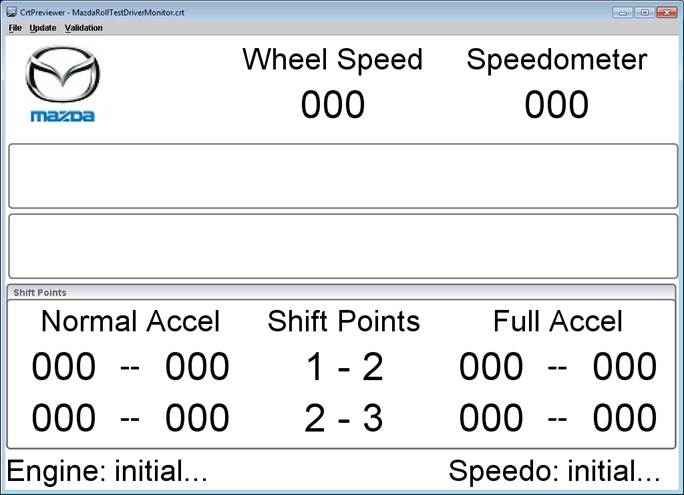 CrtPreviewer - MazdaRollTestDriverMonitor.crt
File Update Validation
mazda
Wheel Speed Speedometer
000 000
Shift Points
Normal Accel Shift Points Full Accel
000 -- 000 1 - 2 000 -- 000
000 -- 000 2 - 3 000 -- 000
Engine: initial... Speedo: initial...